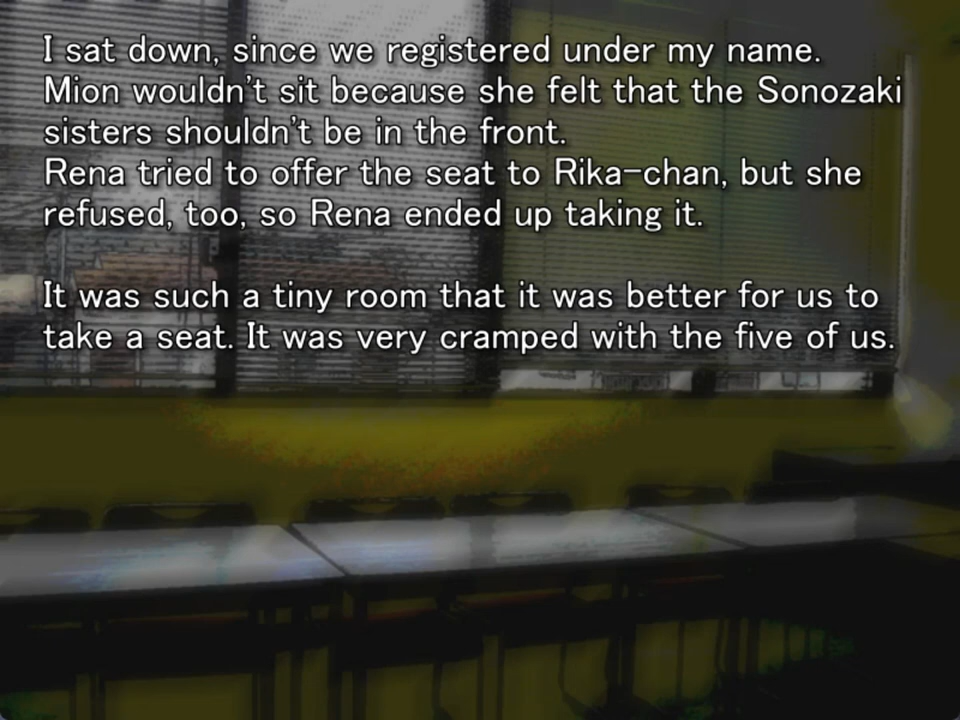 I sat down, since we registered under my name.
Mion wouldn't sit because she felt that the Sonozaki
sisters shouldn't be in the front.
Rena tried to offer the seat to Rika-chan, but she
refused, too, so Rena ended up taking it.
It was such a tiny room that it was better for us to
take a seat. It was very cramped with the five of us.